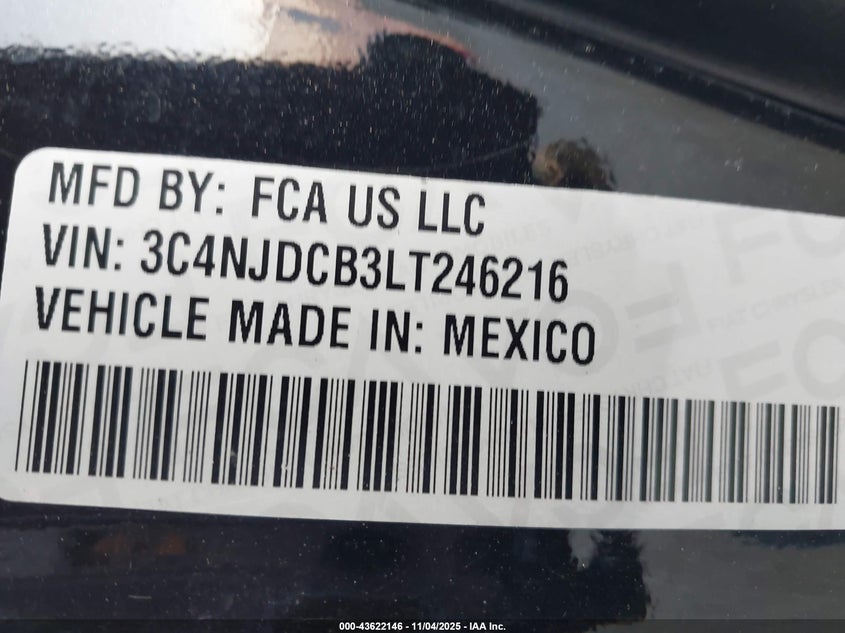 MFD BY: FCA US LLC
VIN: 3C4NJDCB3LT246216
VEHICLE MADE IN: MEXICO
000-43622146 - 11/04/2025 - IAA Inc.